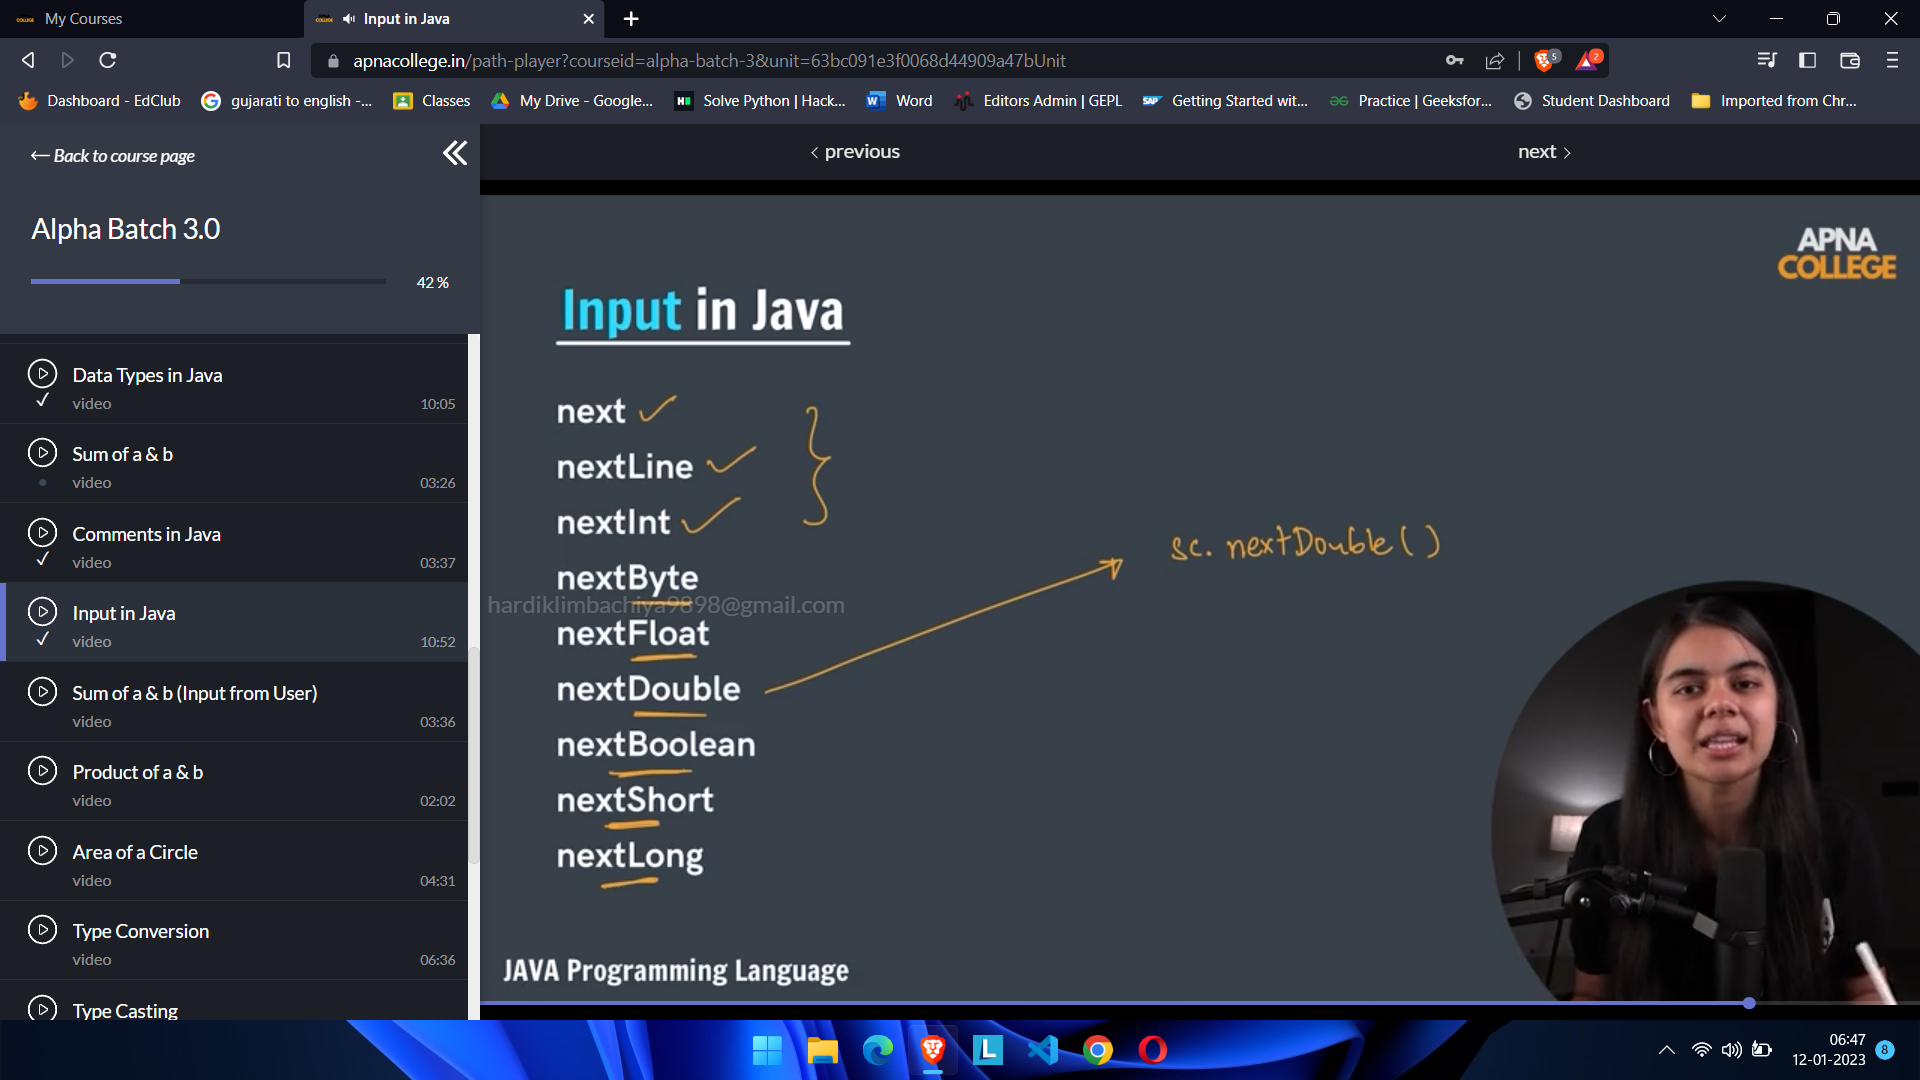 My Courses
Input in Java
apnacollege.in/path-player?courseid=alpha-batch-3&unit=63bc091e3f0068d44909a47bUnit
5
2
Dashboard - EdClub
gujarati to english -...
Classes
My Drive - Google...
Solve Python | Hack...
Word
Editors Admin | GEPL
Getting Started wit...
Practice | Geeksfor...
Student Dashboard
Imported from Chr...
← Back to course page
‹ previous
next ›
Alpha Batch 3.0
42 %
Data Types in Java
video 10:05
Sum of a & b
video 03:26
Comments in Java
video 03:37
Input in Java
video 10:52
Sum of a & b (Input from User)
video 03:36
Product of a & b
video 02:02
Area of a Circle
video 04:31
Type Conversion
video 06:36
Type Casting
APNA
COLLEGE
Input in Java
next
nextLine
nextInt
nextByte
nextFloat
nextDouble
nextBoolean
nextShort
nextLong
sc. nextDouble ( )
hardiklimbachiya9898@gmail.com
JAVA Programming Language
06:47
12-01-2023
8